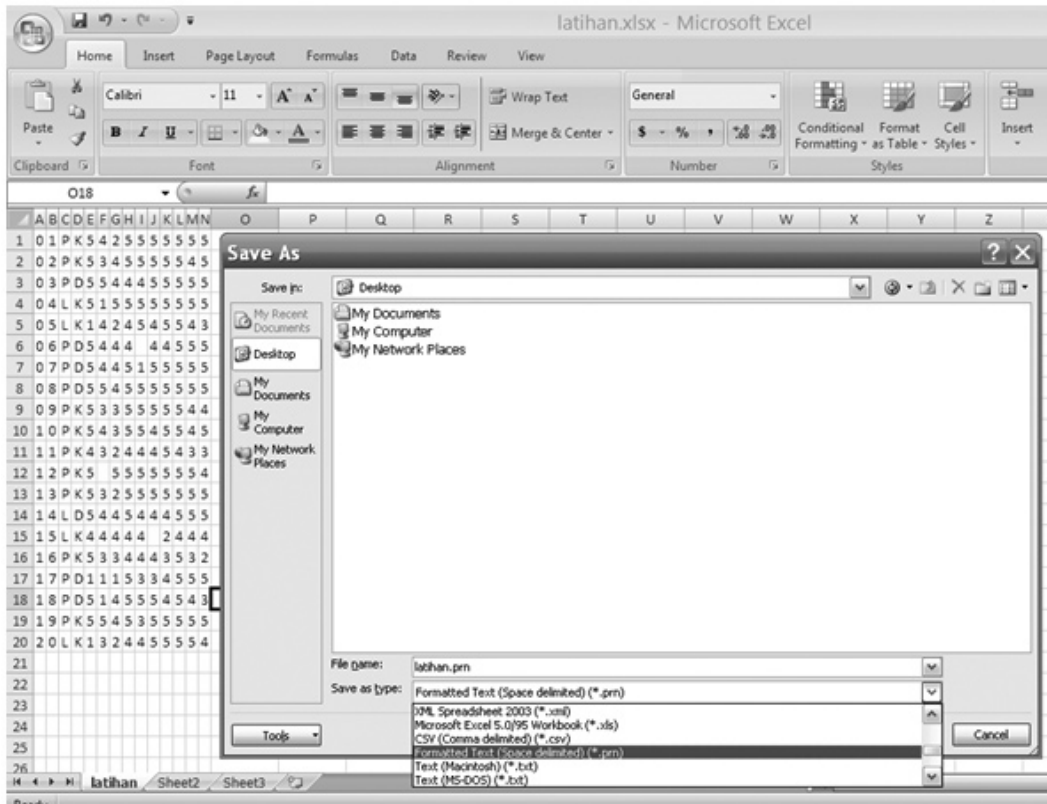 latihan.xlsx - Microsoft Excel
Home Insert Page Layout Formulas Data Review View
Calibri 11 A A Wrap Text General
Paste B I U A Merge & Center $ % , Conditional Formatting Format as Table Cell Styles Insert
Clipboard Font Alignment Number Styles
O18 fx
A B C D E F G H I J K L M N O P Q R S T U V W X Y Z
1 0 1 P K 5 4 2 5 5 5 5 5 5 5
2 0 2 P K 5 3 4 5 5 5 5 5 4 5
3 0 3 P D 5 5 4 4 4 5 5 5 5 5
4 0 4 L K 5 1 5 5 5 5 5 5 5 5
5 0 5 L K 1 4 2 4 5 4 5 5 4 3
6 0 6 P D 5 4 4 4 4 4 5 5 5
7 0 7 P D 5 4 4 5 1 5 5 5 5 5
8 0 8 P D 5 5 4 5 5 5 5 5 5 5
9 0 9 P K 5 3 3 5 5 5 5 5 4 4
10 1 0 P K 5 4 3 5 5 4 5 5 4 5
11 1 1 P K 4 3 2 4 4 4 5 4 3 3
12 1 2 P K 5 5 5 5 5 5 5 5 4
13 1 3 P K 5 3 2 5 5 5 5 5 5 5
14 1 4 L D 5 4 4 5 4 4 4 5 5 5
15 1 5 L K 4 4 4 4 4 2 4 4 4
16 1 6 P K 5 3 3 4 4 4 3 5 3 2
17 1 7 P D 1 1 1 5 3 3 4 5 5 5
18 1 8 P D 5 1 4 5 5 5 4 5 4 3
19 1 9 P K 5 5 4 5 3 5 5 5 5 5
20 2 0 L K 1 3 2 4 4 5 5 5 5 4
21
22
23
24
25
26
Save As ? X
Save in: Desktop
My Recent Documents
Desktop
My Documents
My Computer
My Network Places
My Documents
My Computer
My Network Places
File name: latihan.prn
Save as type: Formatted Text (Space delimited) (*.prn)
XML Spreadsheet 2003 (*.xml)
Microsoft Excel 5.0/95 Workbook (*.xls)
CSV (Comma delimited) (*.csv)
Formatted Text (Space delimited) (*.prn)
Text (Macintosh) (*.txt)
Text (MS-DOS) (*.txt)
Tools Cancel
latihan Sheet2 Sheet3